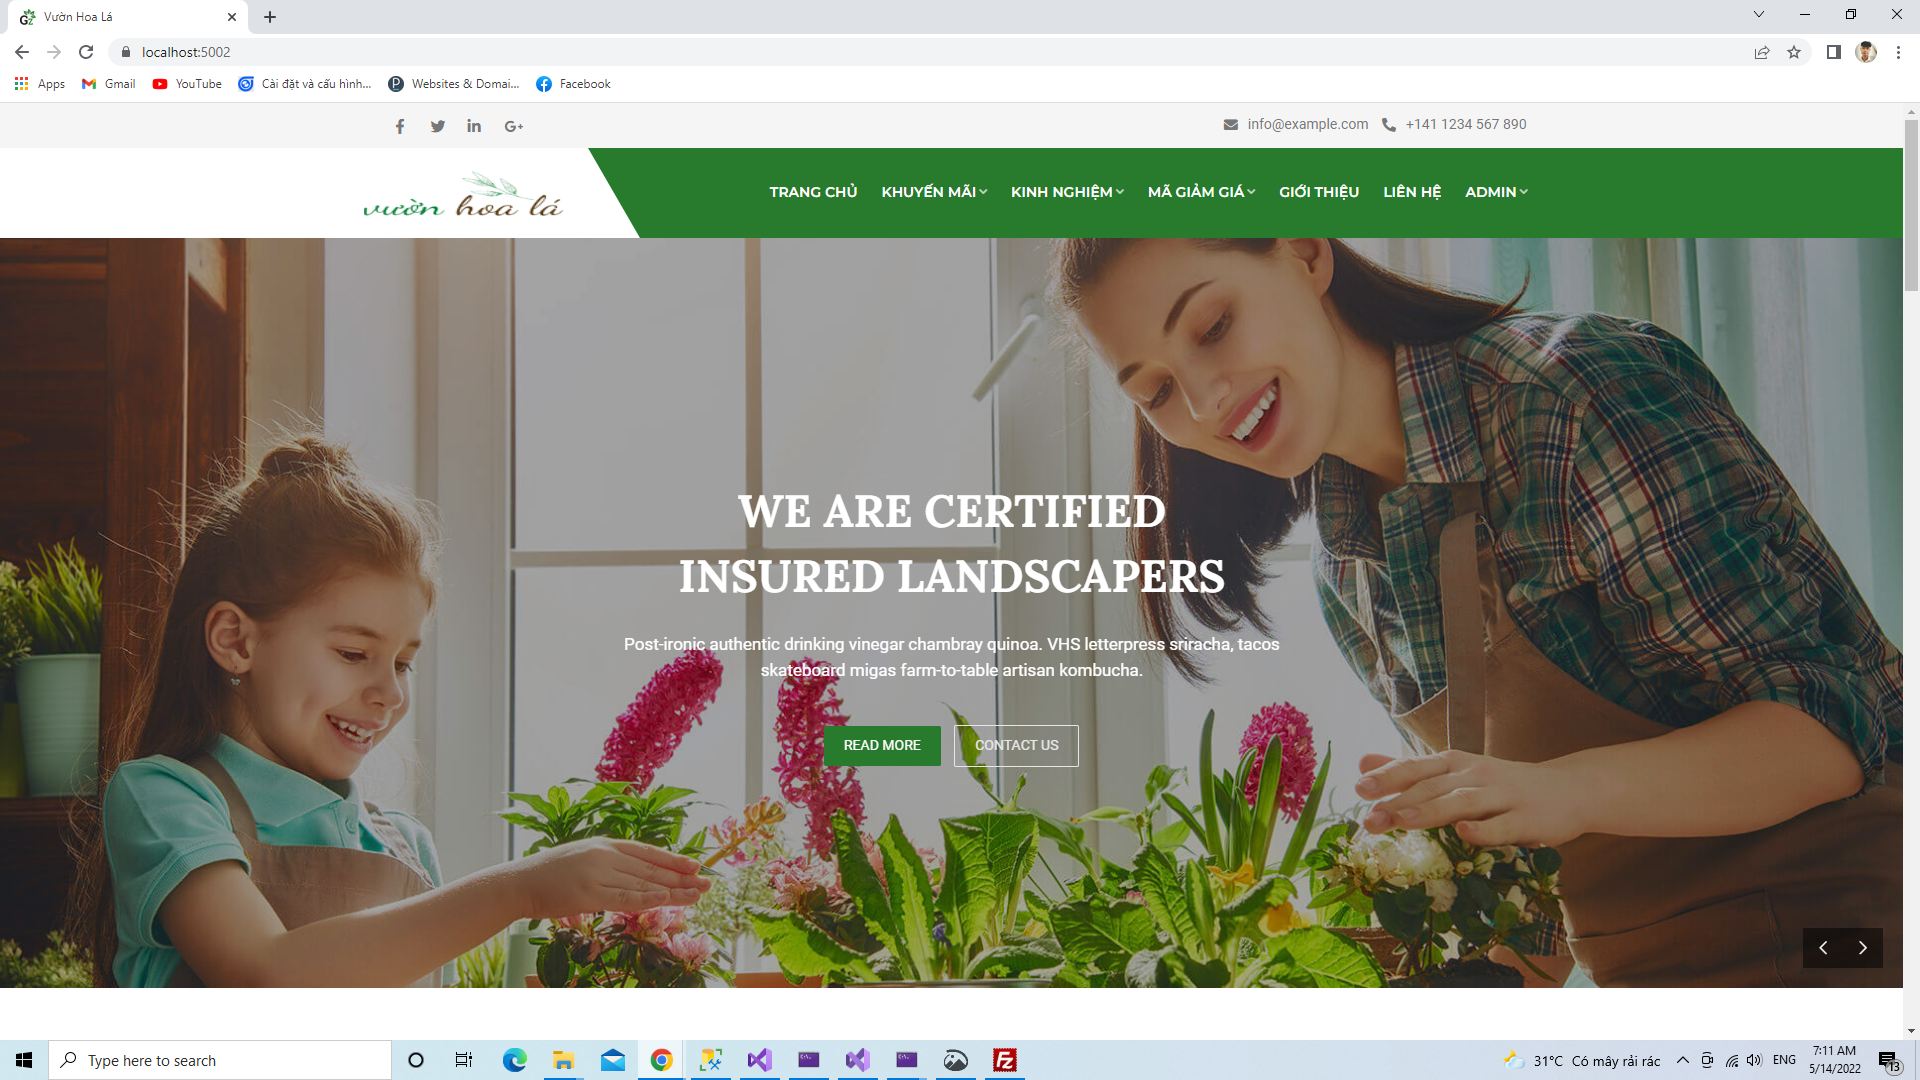 Vườn Hoa Lá
localhost:5002
Apps Gmail YouTube Cài đặt và cấu hình... Websites & Domai... Facebook
info@example.com +141 1234 567 890
vườn hoa lá
TRANG CHỦ KHUYẾN MÃI KINH NGHIỆM MÃ GIẢM GIÁ GIỚI THIỆU LIÊN HỆ ADMIN
WE ARE CERTIFIED
INSURED LANDSCAPERS
Post-ironic authentic drinking vinegar chambray quinoa. VHS letterpress sriracha, tacos
skateboard migas farm-to-table artisan kombucha.
READ MORE CONTACT US
Type here to search
31°C Có mây rải rác
ENG
7:11 AM
5/14/2022
13